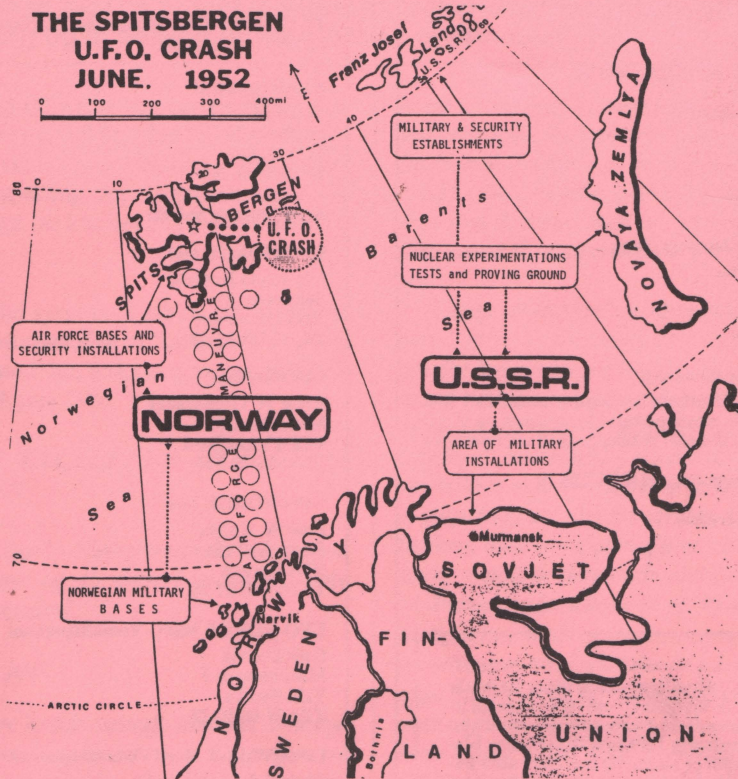 THE SPITSBERGEN
U.F.O. CRASH
JUNE. 1952
0 100 200 300 400mi
Franz Josef
Land
U.S.S.R.
40
30
20
80
0
10
MILITARY & SECURITY
ESTABLISHMENTS
NOVAYA ZEMLYA
SPITS
BERGEN
U.F.O.
CRASH
Barents
Sea
NUCLEAR EXPERIMENTATIONS
TESTS and PROVING GROUND
AIR FORCE BASES AND
SECURITY INSTALLATIONS
U.S.S.R.
Norwegian
Sea
NORWAY
AIR FORCE MANEUVRE
AREA OF MILITARY
INSTALLATIONS
70
Murmansk
SOVJET
UNION
NORWEGIAN MILITARY
BASES
Narvik
NORWAY
SWEDEN
FIN-
LAND
Bothnia
ARCTIC CIRCLE